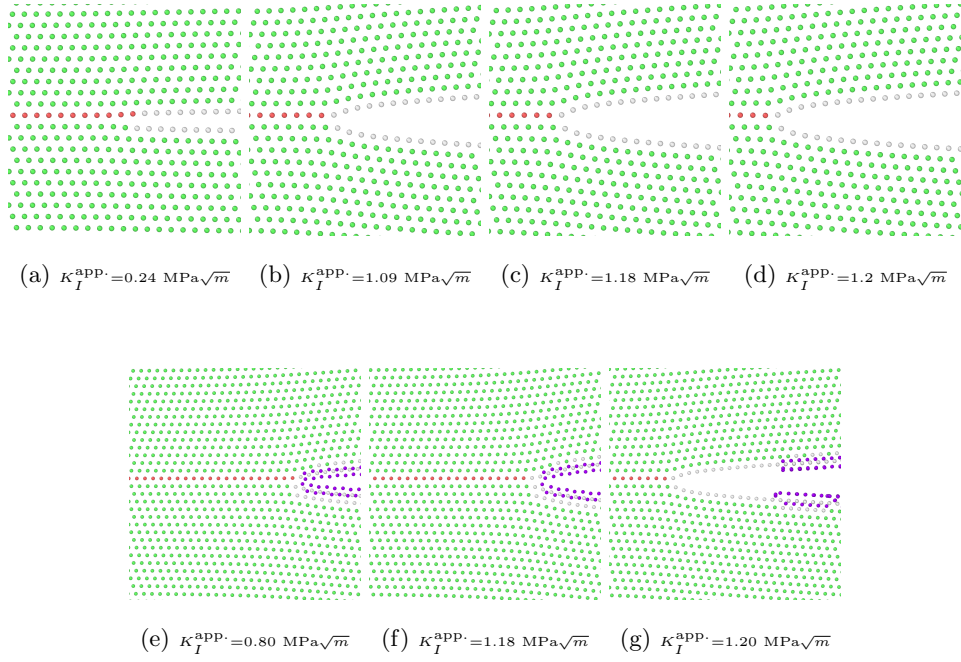 (a) K_I^app.=0.24 MPa√m (b) K_I^app.=1.09 MPa√m (c) K_I^app.=1.18 MPa√m (d) K_I^app.=1.2 MPa√m
(e) K_I^app.=0.80 MPa√m (f) K_I^app.=1.18 MPa√m (g) K_I^app.=1.20 MPa√m